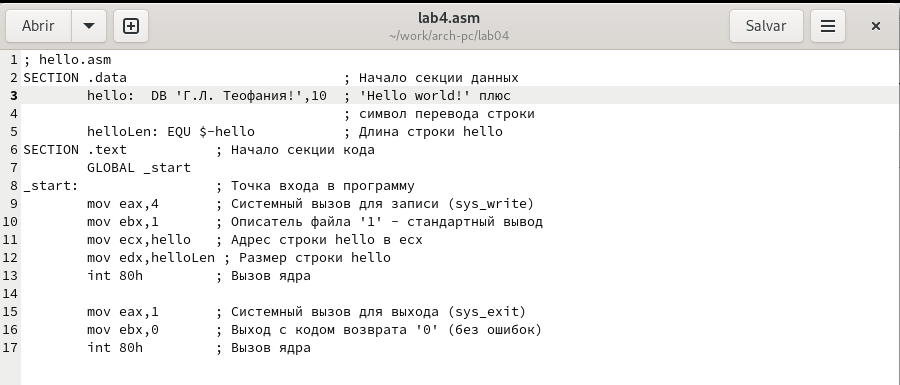 Abrir
lab4.asm
~/work/arch-pc/lab04
Salvar
1 ; hello.asm
2 SECTION .data                           ; Начало секции данных
3         hello:  DB 'Г.Л. Теофания!',10  ; 'Hello world!' плюс
4                                         ; символ перевода строки
5         helloLen: EQU $-hello           ; Длина строки hello
6 SECTION .text           ; Начало секции кода
7         GLOBAL _start
8 _start:                 ; Точка входа в программу
9         mov eax,4       ; Системный вызов для записи (sys_write)
10         mov ebx,1       ; Описатель файла '1' - стандартный вывод
11         mov ecx,hello   ; Адрес строки hello в ecx
12         mov edx,helloLen ; Размер строки hello
13         int 80h         ; Вызов ядра
14
15         mov eax,1       ; Системный вызов для выхода (sys_exit)
16         mov ebx,0       ; Выход с кодом возврата '0' (без ошибок)
17         int 80h         ; Вызов ядра